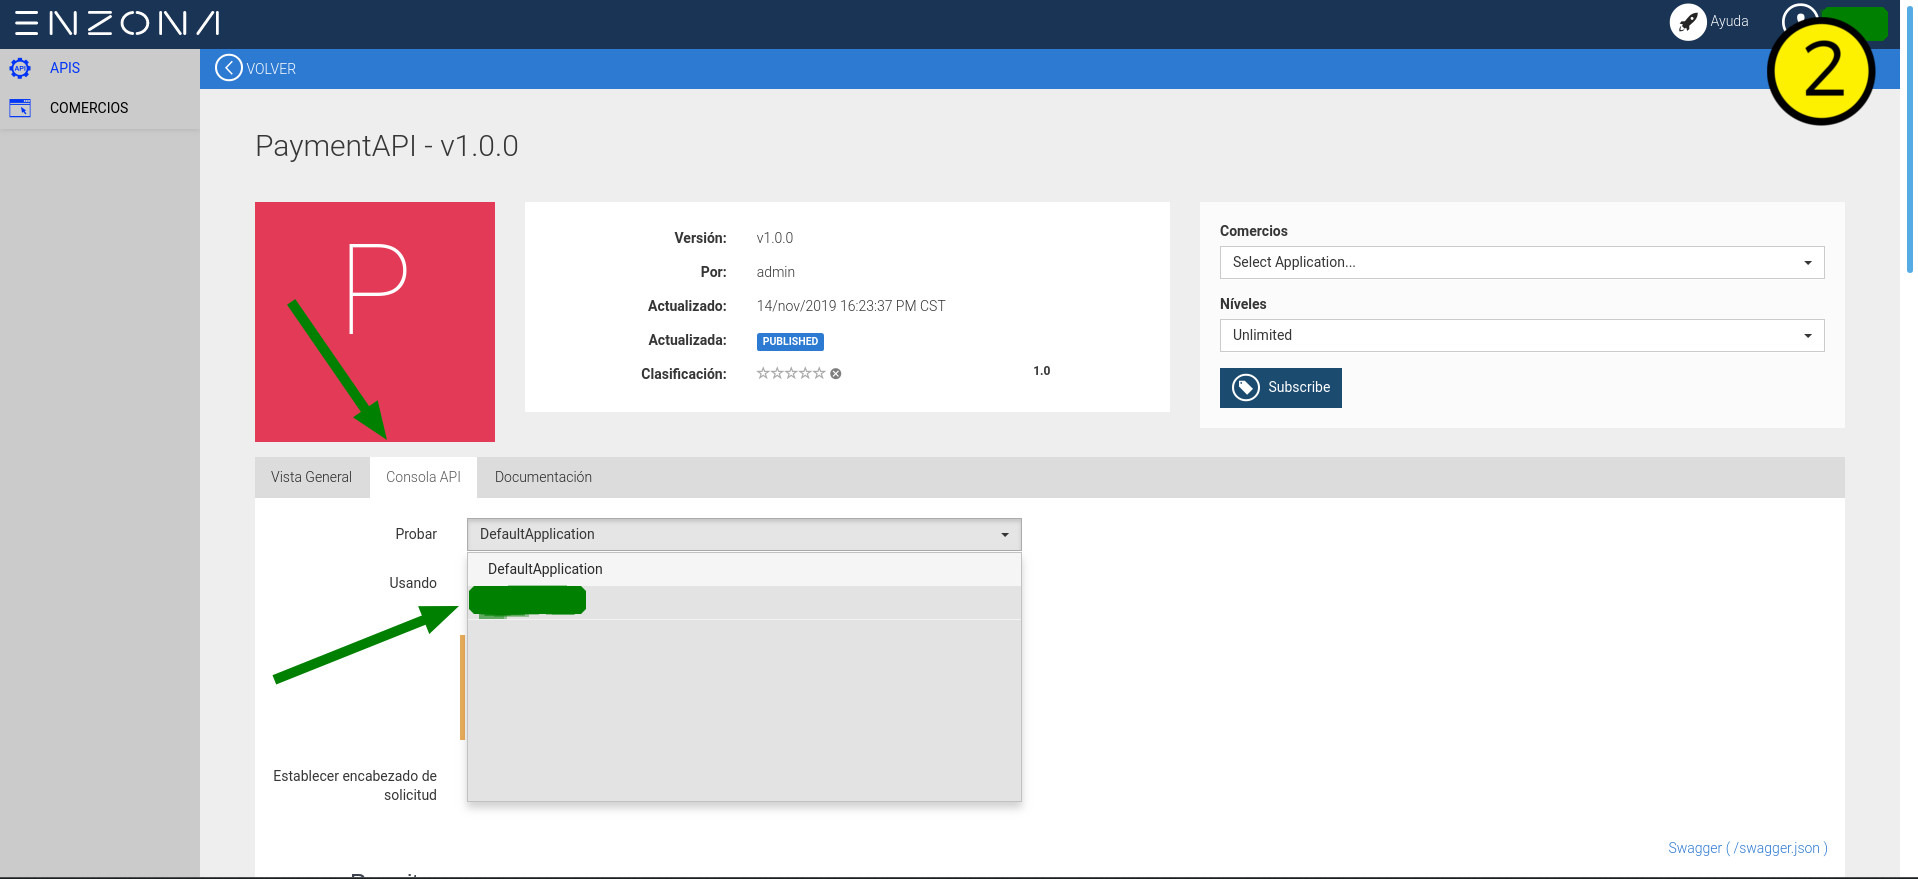 ENZONA
Ayuda
2
APIS
VOLVER
COMERCIOS
PaymentAPI - v1.0.0
P
Versión: v1.0.0
Por: admin
Actualizado: 14/nov/2019 16:23:37 PM CST
Actualizada: PUBLISHED
Clasificación: 1.0
Comercios
Select Application...
Níveles
Unlimited
Subscribe
Vista General Consola API Documentación
Probar DefaultApplication
DefaultApplication
Usando
Establecer encabezado de
solicitud
Swagger ( /swagger.json )